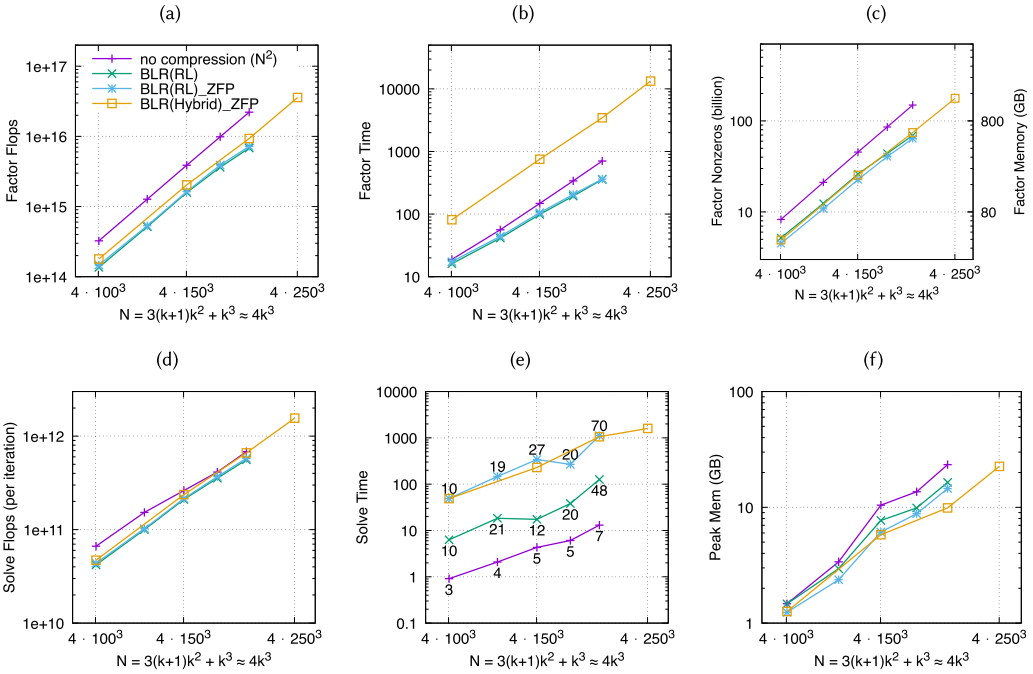 (a)
Factor Flops
1e+17
1e+16
1e+15
1e+14
no compression (N²)
BLR(RL)
BLR(RL)_ZFP
BLR(Hybrid)_ZFP
4 · 100³
4 · 150³
4 · 250³
N = 3(k+1)k² + k³ ≈ 4k³
(b)
Factor Time
10000
1000
100
10
4 · 100³
4 · 150³
4 · 250³
N = 3(k+1)k² + k³ ≈ 4k³
(c)
Factor Nonzeros (billion)
100
10
800
80
Factor Memory (GB)
4 · 100³
4 · 150³
4 · 250³
N = 3(k+1)k² + k³ ≈ 4k³
(d)
Solve Flops (per iteration)
1e+12
1e+11
1e+10
4 · 100³
4 · 150³
4 · 250³
N = 3(k+1)k² + k³ ≈ 4k³
(e)
Solve Time
10000
1000
100
10
1
0.1
10
19
27
20
70
10
21
12
20
48
3
4
5
5
7
4 · 100³
4 · 150³
4 · 250³
N = 3(k+1)k² + k³ ≈ 4k³
(f)
Peak Mem (GB)
100
10
1
4 · 100³
4 · 150³
4 · 250³
N = 3(k+1)k² + k³ ≈ 4k³